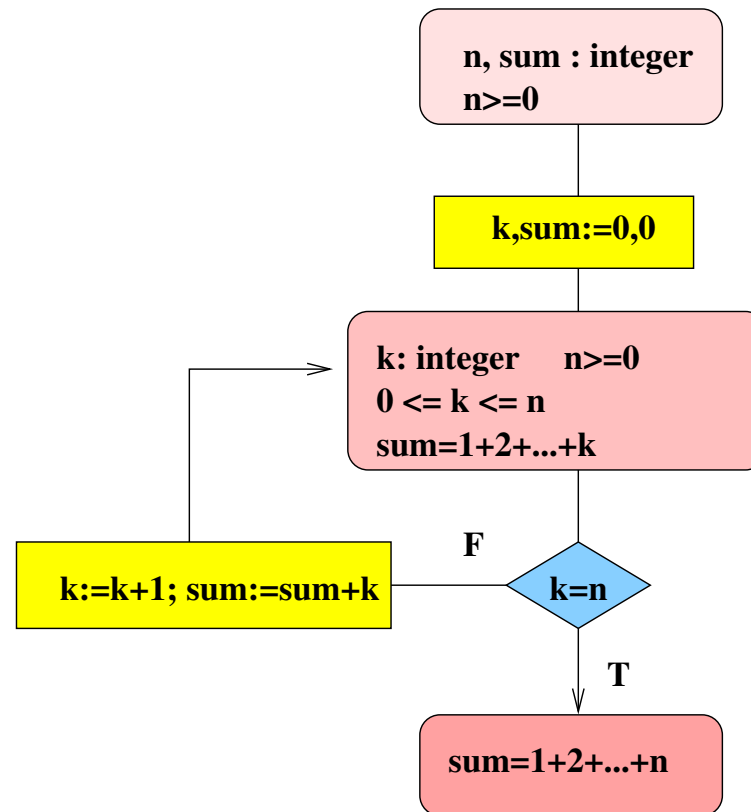 n, sum : integer
n>=0
k,sum:=0,0
k: integer n>=0
0 <= k <= n
sum=1+2+...+k
F
k:=k+1; sum:=sum+k
k=n
T
sum=1+2+...+n